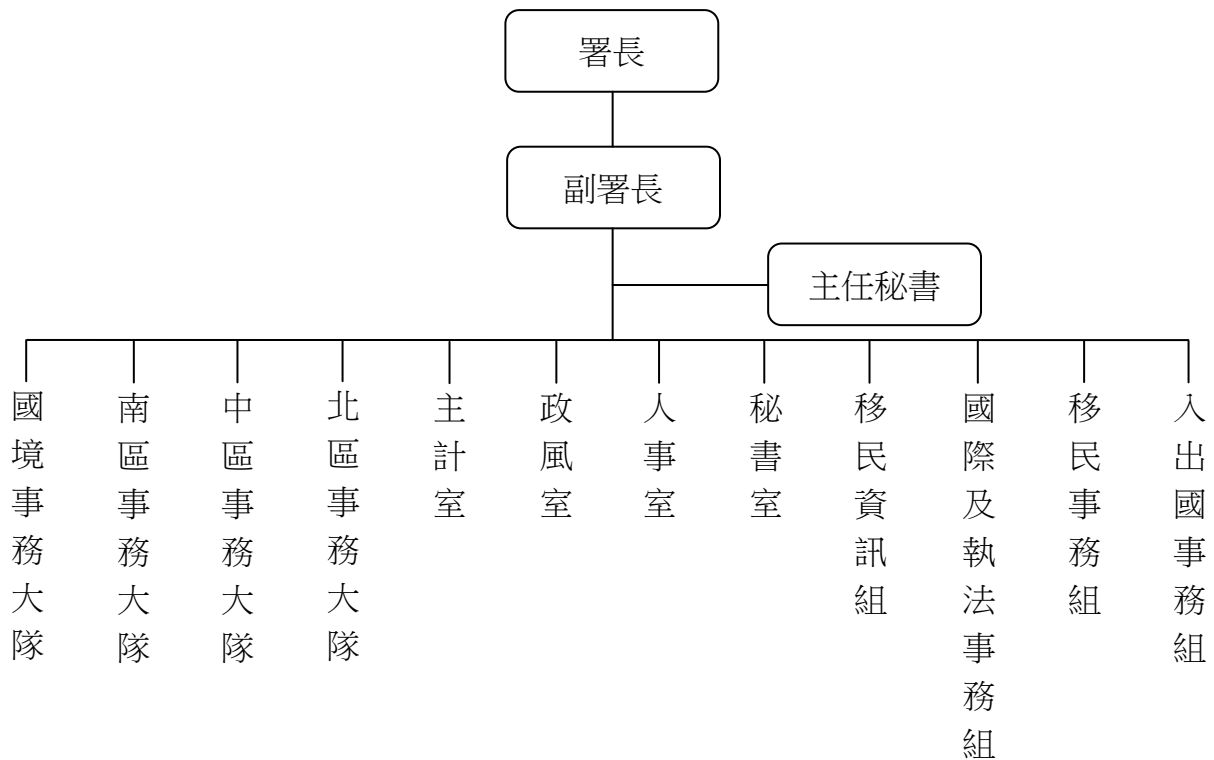 署長
副署長
主任秘書
入出國事務組
移民事務組
國際及執法事務組
移民資訊組
秘書室
人事室
政風室
主計室
北區事務大隊
中區事務大隊
南區事務大隊
國境事務大隊